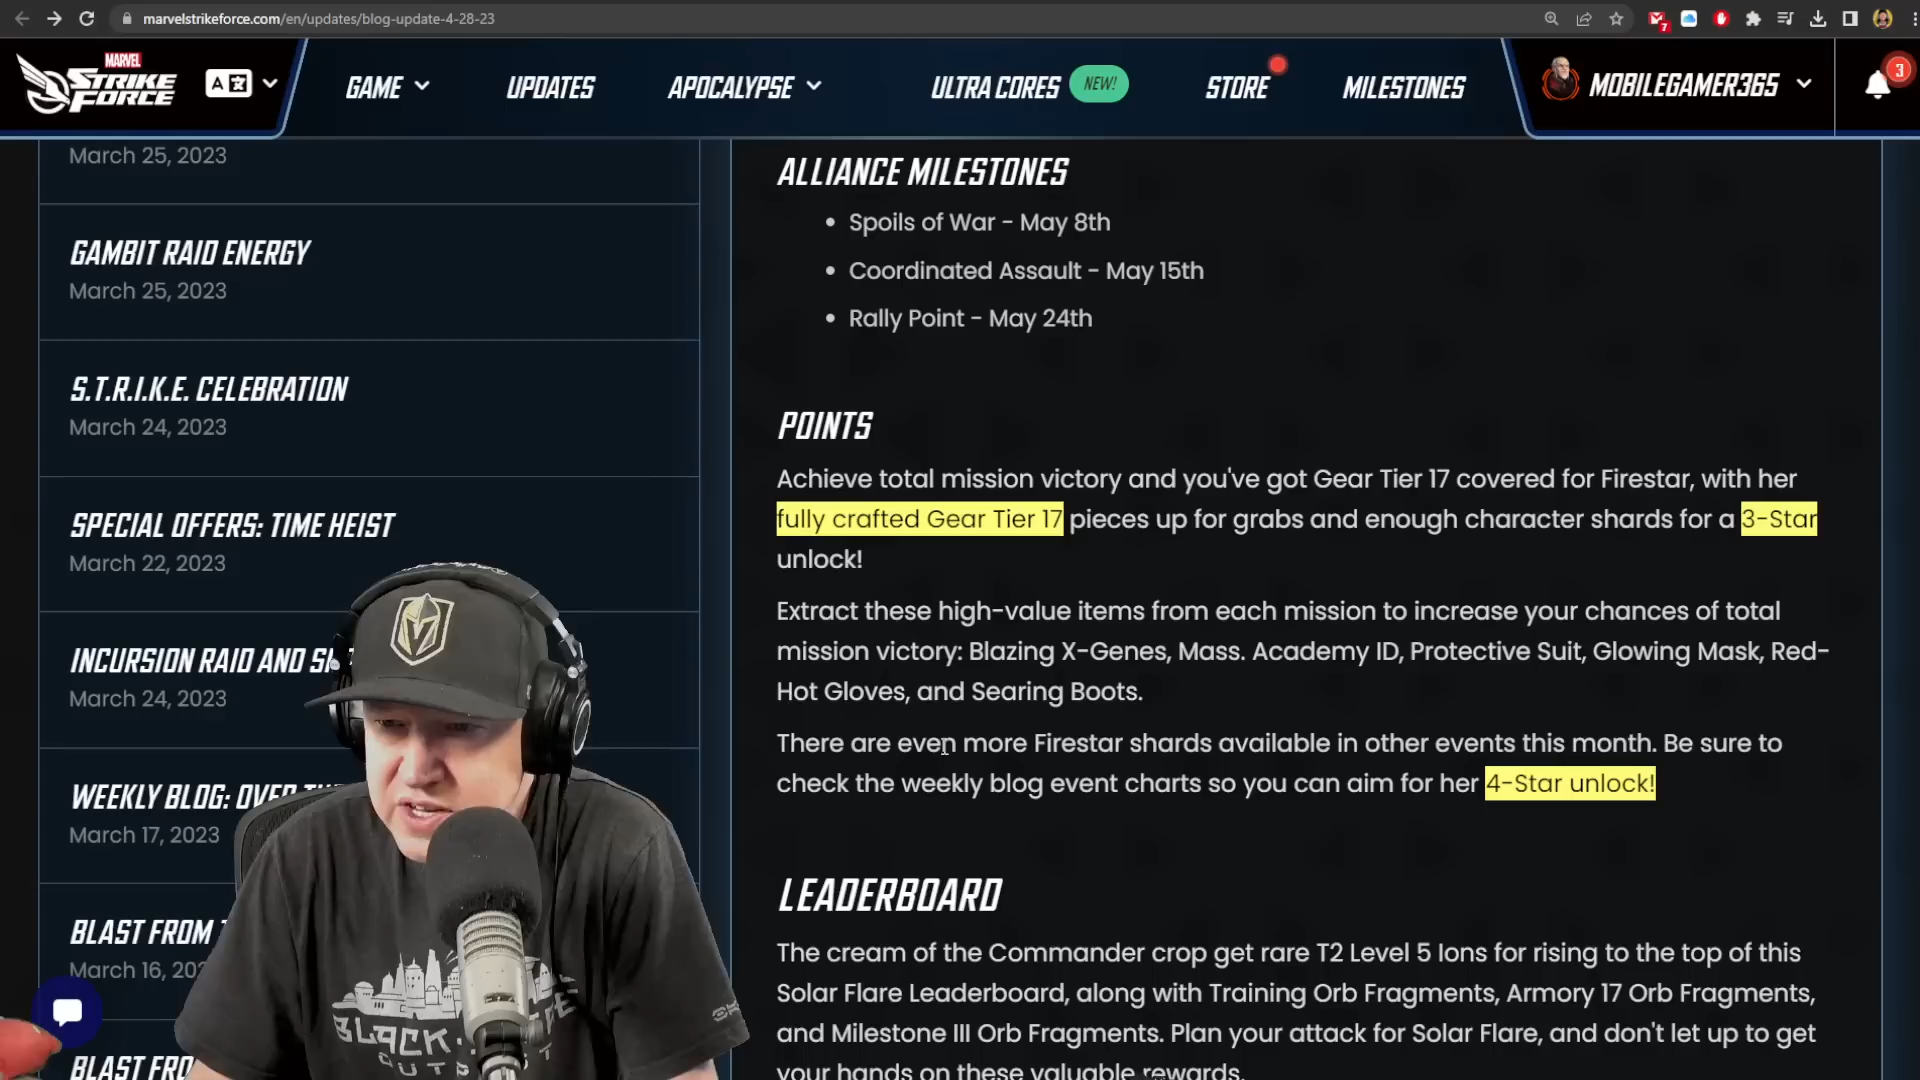 marvelstrikeforce.com/en/updates/blog-update-4-28-23
7
MARVEL
STRIKE
FORCE
A
GAME
UPDATES
APOCALYPSE
ULTRA CORES NEW!
STORE
MILESTONES
MOBILEGAMER365
3
March 25, 2023
GAMBIT RAID ENERGY
March 25, 2023
S.T.R.I.K.E. CELEBRATION
March 24, 2023
SPECIAL OFFERS: TIME HEIST
March 22, 2023
INCURSION RAID AND
March 24, 2023
WEEKLY BLOG:
March 17, 2023
BLAST FROM
March 16,
BLAST
ALLIANCE MILESTONES
• Spoils of War - May 8th
• Coordinated Assault - May 15th
• Rally Point - May 24th
POINTS
Achieve total mission victory and you've got Gear Tier 17 covered for Firestar, with her
fully crafted Gear Tier 17 pieces up for grabs and enough character shards for a 3-Star
unlock!
Extract these high-value items from each mission to increase your chances of total
mission victory: Blazing X-Genes, Mass. Academy ID, Protective Suit, Glowing Mask, Red-
Hot Gloves, and Searing Boots.
There are even more Firestar shards available in other events this month. Be sure to
check the weekly blog event charts so you can aim for her 4-Star unlock!
LEADERBOARD
The cream of the Commander crop get rare T2 Level 5 Ions for rising to the top of this
Solar Flare Leaderboard, along with Training Orb Fragments, Armory 17 Orb Fragments,
and Milestone III Orb Fragments. Plan your attack for Solar Flare, and don't let up to get
your hands on these valuable rewards.